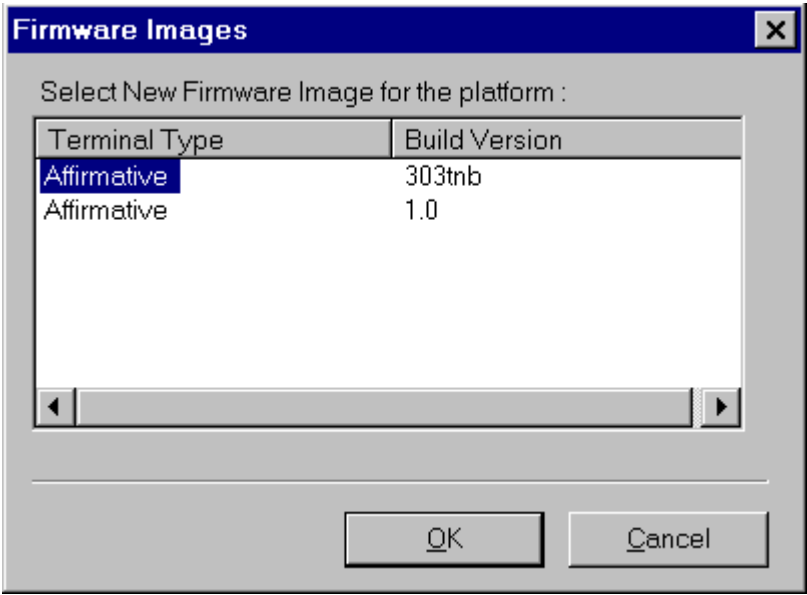 Firmware Images
Select New Firmware Image for the platform :
Terminal Type Build Version
Affirmative 303tnb
Affirmative 1.0
OK Cancel